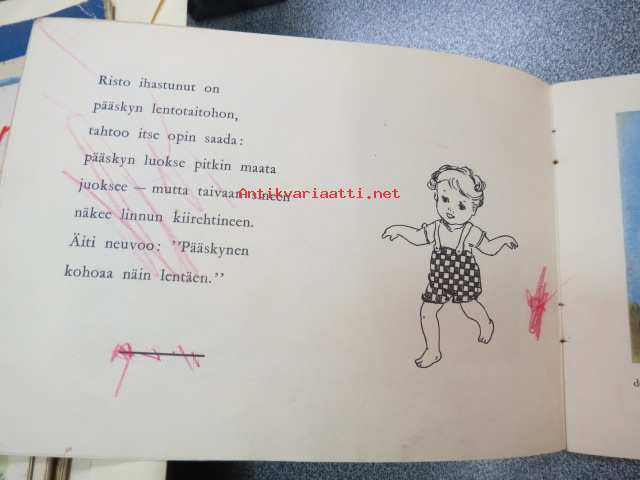 Risto ihastunut on
pääskyn lentotaitohon,
tahtoo itse opin saada:
pääskyn luokse pitkin maata
juoksee — mutta taivaan
näkee linnun kiirehtineen.
Äiti neuvoo: ”Pääskynen
kohoaa näin lentäen.”
Antikvariaatti.net